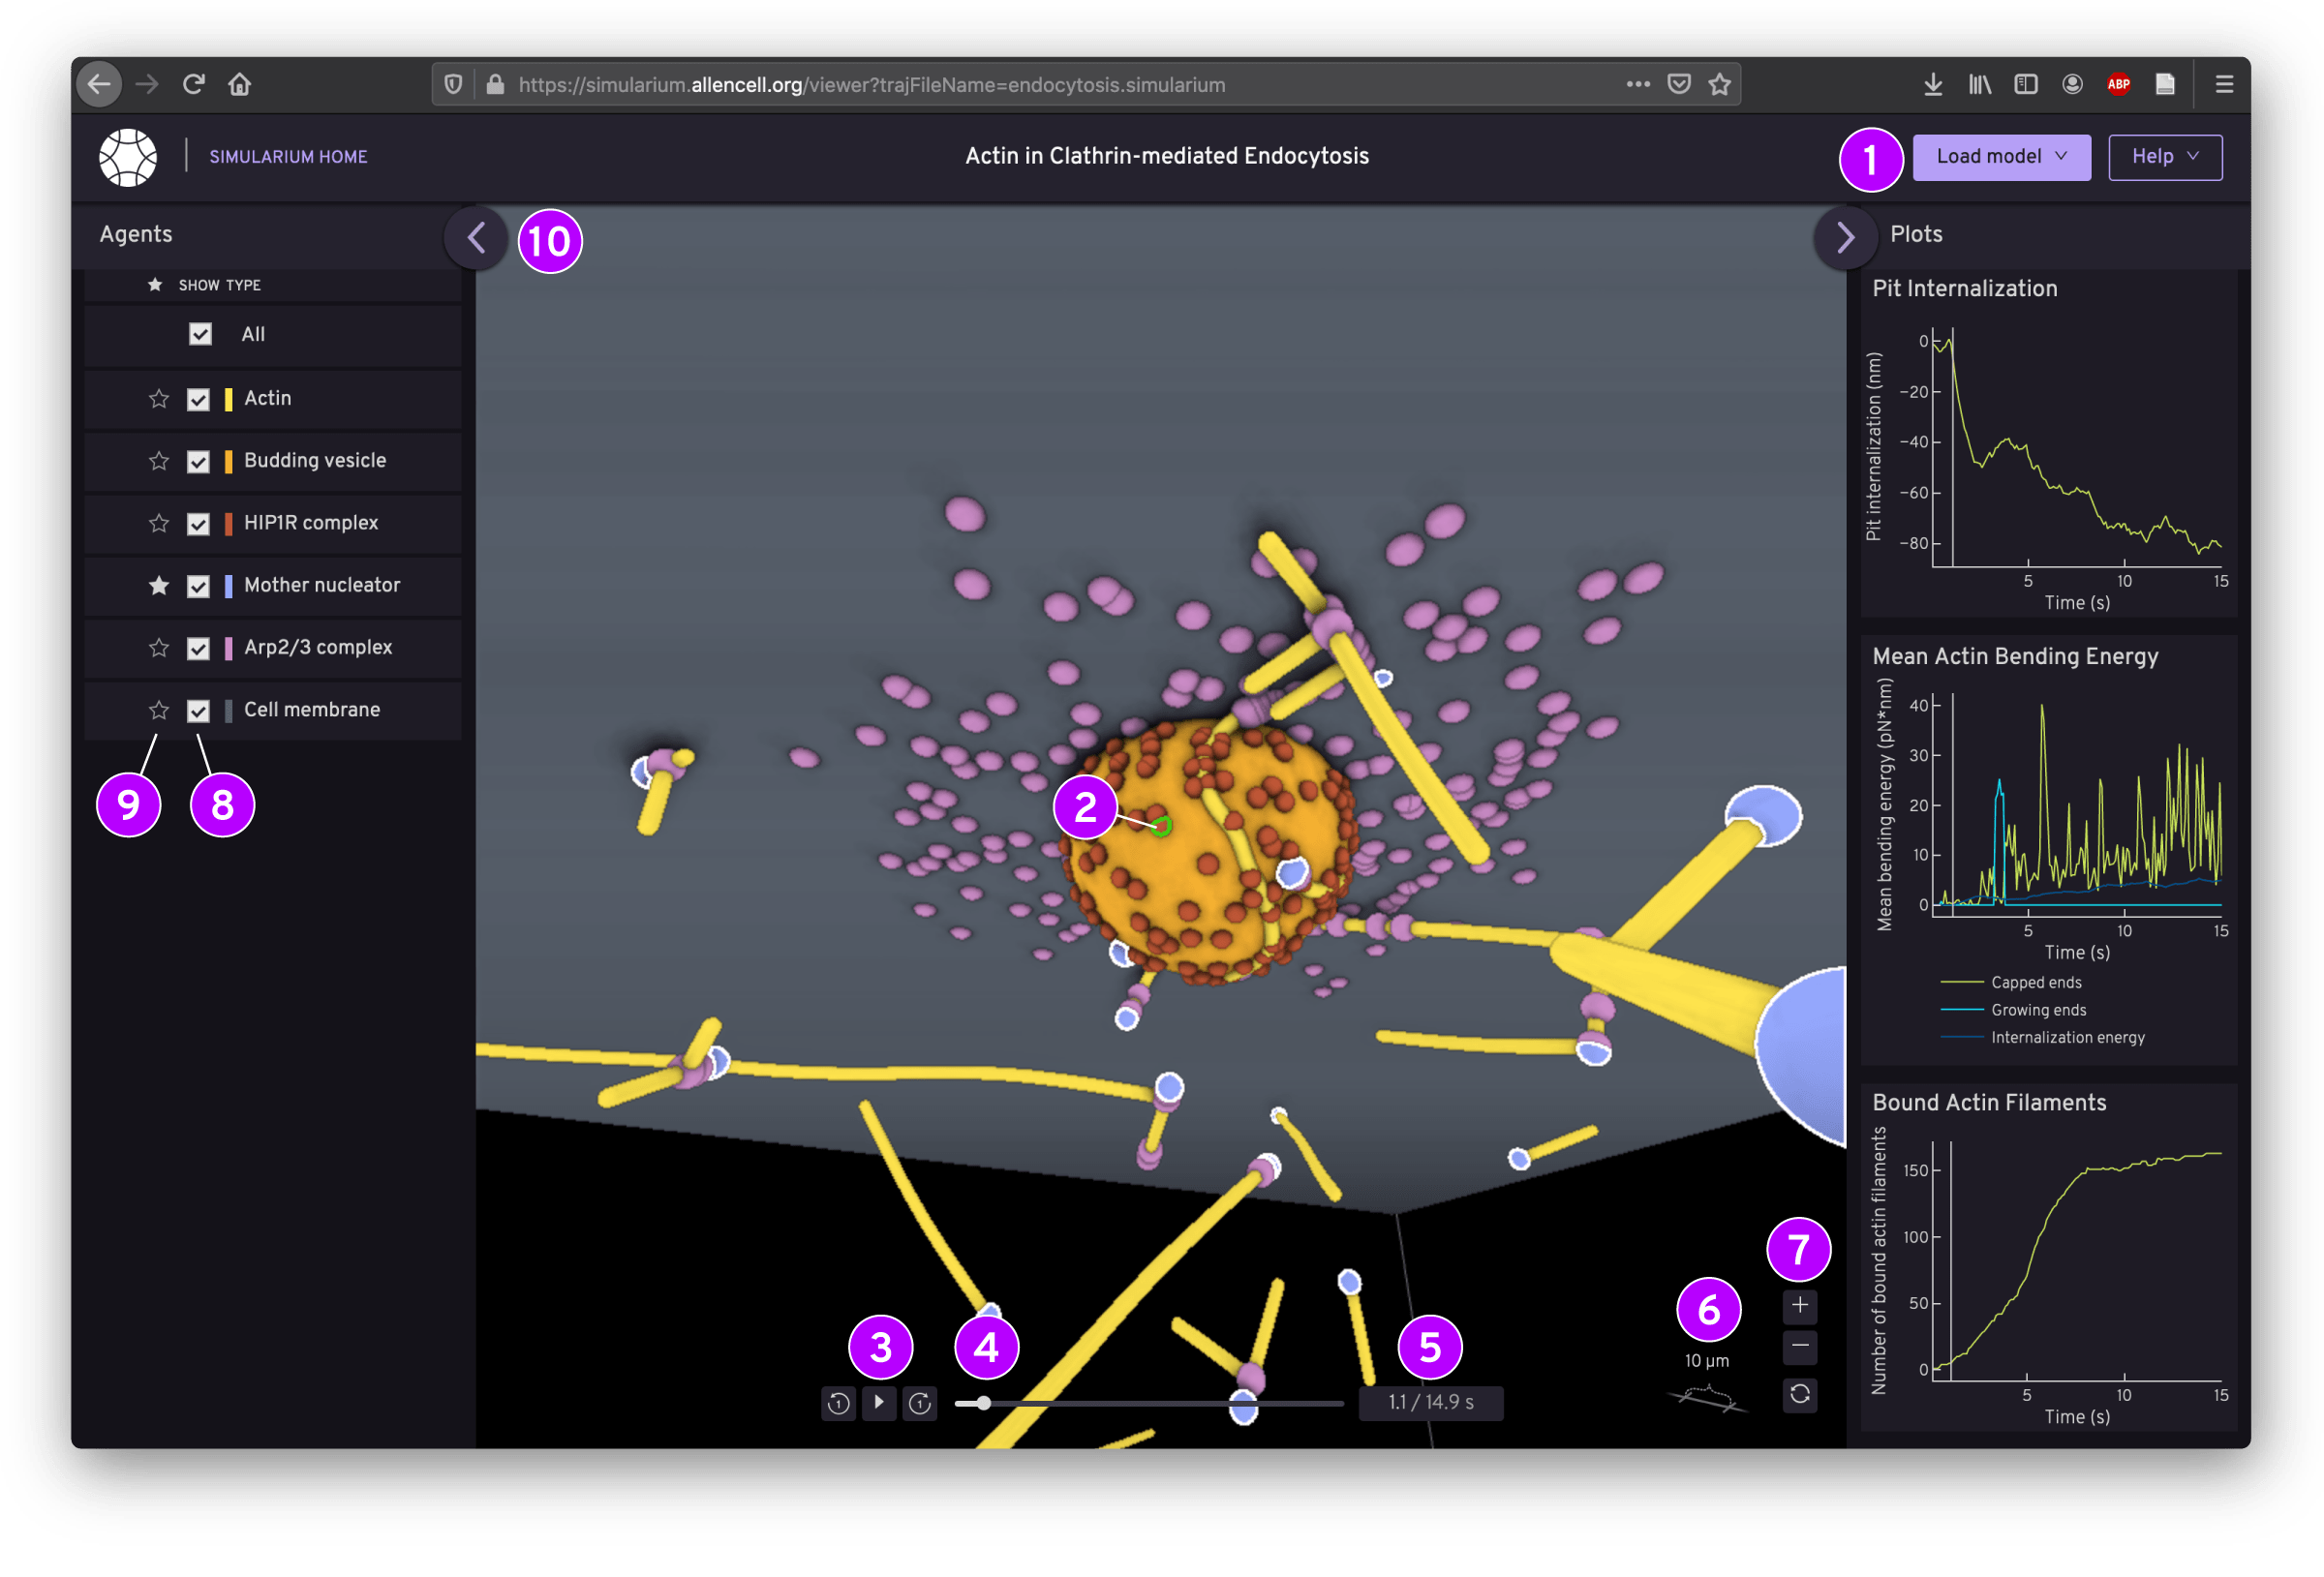 https://simularium.allencell.org/viewer?trajFileName=endocytosis.simularium
ABP
SIMULARIUM HOME
Actin in Clathrin-mediated Endocytosis
1
Load model
Help
Agents
10
Plots
SHOW TYPE
All
Actin
Budding vesicle
HIP1R complex
Mother nucleator
Arp2/3 complex
Cell membrane
9
8
2
3
4
5
6
7
10 µm
1
1
1.1 / 14.9 s
Pit Internalization
Pit internalization (nm)
0
−20
−40
−60
−80
5 10 15
Time (s)
Mean Actin Bending Energy
Mean bending energy (pN*nm)
40
30
20
10
0
5 10 15
Time (s)
Capped ends
Growing ends
Internalization energy
Bound Actin Filaments
Number of bound actin filaments
150
100
50
0
5 10 15
Time (s)